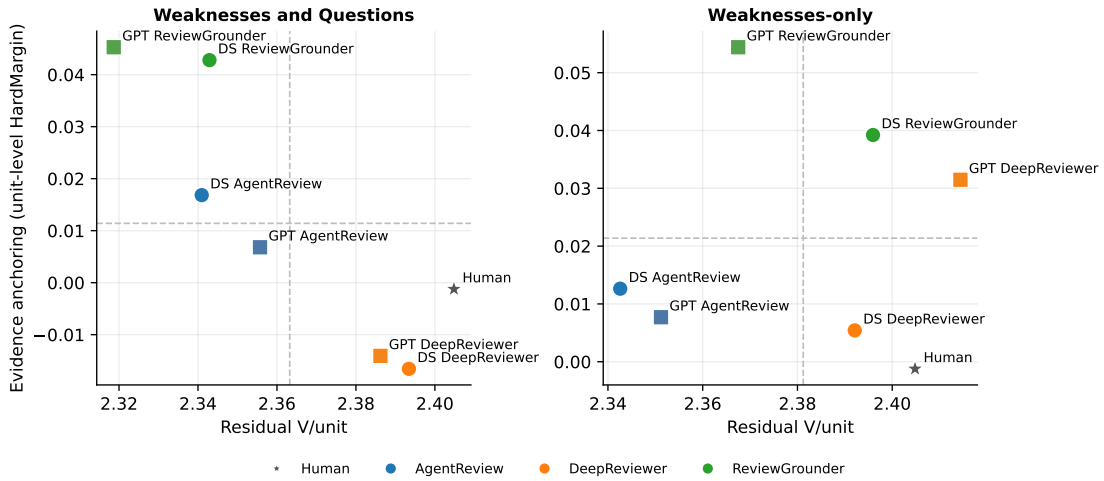 Weaknesses and Questions
Evidence anchoring (unit-level HardMargin)
0.04
0.03
0.02
0.01
0.00
−0.01
GPT ReviewGrounder
DS ReviewGrounder
DS AgentReview
GPT AgentReview
Human
GPT DeepReviewer
DS DeepReviewer
2.32
2.34
2.36
2.38
2.40
Residual V/unit
Weaknesses-only
0.05
0.04
0.03
0.02
0.01
0.00
GPT ReviewGrounder
DS ReviewGrounder
GPT DeepReviewer
DS AgentReview
GPT AgentReview
DS DeepReviewer
Human
2.34
2.36
2.38
2.40
Residual V/unit
Human
AgentReview
DeepReviewer
ReviewGrounder